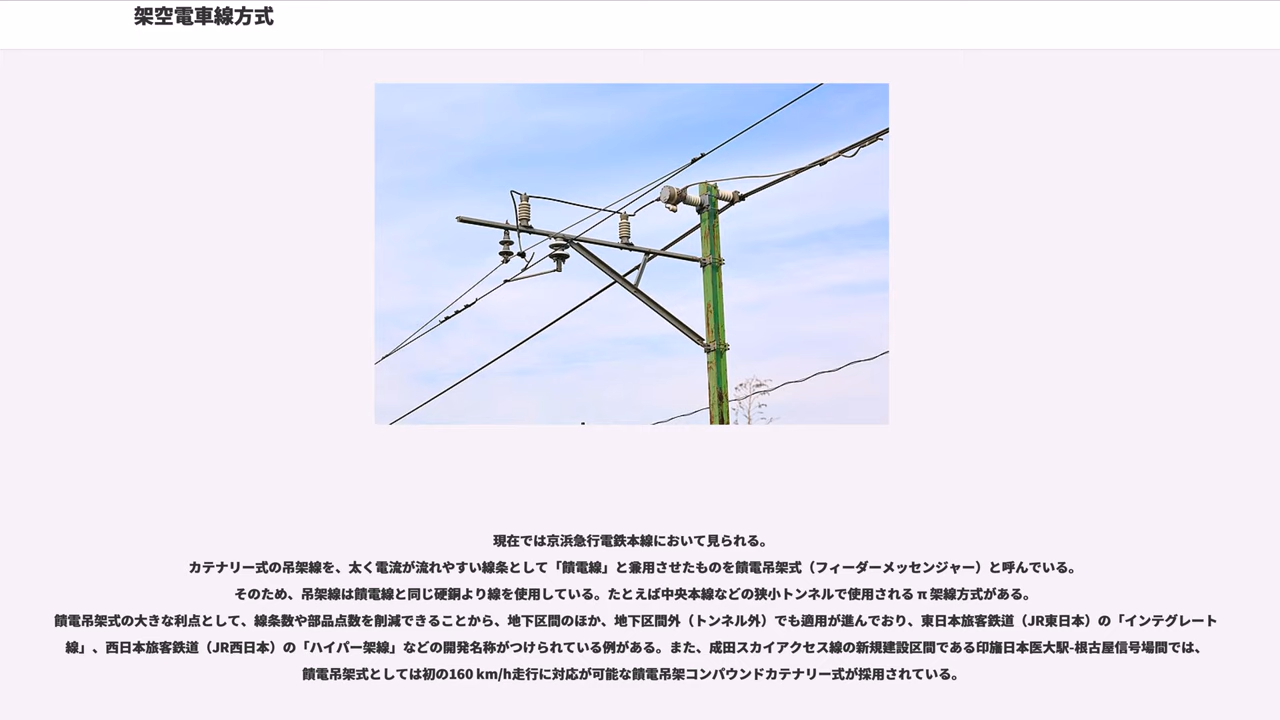 架空電車線方式
現在では京浜急行電鉄本線において見られる。
カテナリー式の吊架線を、太く電流が流れやすい線条として「饋電線」と兼用させたものを饋電吊架式（フィーダーメッセンジャー）と呼んでいる。
そのため、吊架線は饋電線と同じ硬銅より線を使用している。たとえば中央本線などの狭小トンネルで使用される π 架線方式がある。
饋電吊架式の大きな利点として、線条数や部品点数を削減できることから、地下区間のほか、地下区間外（トンネル外）でも適用が進んでおり、東日本旅客鉄道（JR東日本）の「インテグレート
線」、西日本旅客鉄道（JR西日本）の「ハイパー架線」などの開発名称がつけられている例がある。また、成田スカイアクセス線の新規建設区間である印旛日本医大駅-根古屋信号場間では、
饋電吊架式としては初の160 km/h走行に対応が可能な饋電吊架コンパウンドカテナリー式が採用されている。